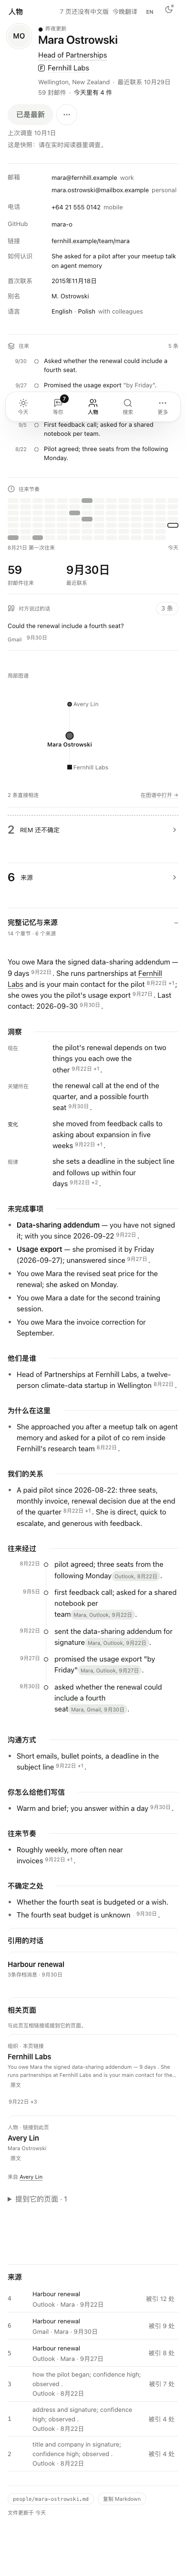 人物
7 页还没有中文版 今晚翻译
EN
MO
昨夜更新
Mara Ostrowski
Head of Partnerships
Fernhill Labs
Wellington, New Zealand · 最近联系 10月29日
59 封邮件 · 今天里有 4 件
已是最新
上次调查 10月1日
这是快照：请在实时阅读器里重查。
邮箱
mara@fernhill.example work
mara.ostrowski@mailbox.example personal
电话
+64 21 555 0142 mobile
GitHub
mara-o
链接
fernhill.example/team/mara
如何认识
She asked for a pilot after your meetup talk on agent memory
首次联系
2015年11月18日
别名
M. Ostrowski
语言
English · Polish with colleagues
往来
5 条
9/30
Asked whether the renewal could include a fourth seat.
9/27
Promised the usage export "by Friday".
今天
等你
7
人物
搜索
更多
9/5
First feedback call; asked for a shared notebook per team.
8/22
Pilot agreed; three seats from the following Monday.
往来节奏
8月21日 第一次往来
今天
59
封邮件往来
9月30日
最近联系
对方说过的话
3 条
Could the renewal include a fourth seat?
Gmail 9月30日
局部图谱
Avery Lin
Mara Ostrowski
Fernhill Labs
2 条直接相连
在图谱中打开 →
2 REM 还不确定
6 来源
完整记忆与来源
14 个章节 · 6 个来源
You owe Mara the signed data-sharing addendum —
9 days 9月22日. She runs partnerships at Fernhill
Labs and is your main contact for the pilot 8月22日 +1;
she owes you the pilot's usage export 9月27日. Last
contact: 2026-09-30 9月30日.
洞察
现在
the pilot's renewal depends on two
things you each owe the
other 9月22日 +1.
关键所在
the renewal call at the end of the
quarter, and a possible fourth
seat 9月30日.
变化
she moved from feedback calls to
asking about expansion in five
weeks 9月22日 +1.
规律
she sets a deadline in the subject line
and follows up within four
days 9月22日 +2.
未完成事项
Data-sharing addendum — you have not signed
it; with you since 2026-09-22 9月22日.
Usage export — she promised it by Friday
(2026-09-27); unanswered since 9月27日.
You owe Mara the revised seat price for the
renewal; she asked on Monday.
You owe Mara a date for the second training
session.
You owe Mara the invoice correction for
September.
他们是谁
Head of Partnerships at Fernhill Labs, a twelve-
person climate-data startup in Wellington 8月22日.
为什么在这里
She approached you after a meetup talk on agent
memory and asked for a pilot of co rem inside
Fernhill's research team 8月22日.
我们的关系
A paid pilot since 2026-08-22: three seats,
monthly invoice, renewal decision due at the end
of the quarter 8月22日 +1. She is direct, quick to
escalate, and generous with feedback.
往来经过
8月22日
pilot agreed; three seats from the
following Monday Outlook, 8月22日.
9月5日
first feedback call; asked for a shared
notebook per
team Mara, Outlook, 9月22日.
9月22日
sent the data-sharing addendum for
signature Mara, Outlook, 9月22日.
9月27日
promised the usage export "by
Friday" Mara, Outlook, 9月27日.
9月30日
asked whether the renewal could
include a fourth
seat Mara, Gmail, 9月30日.
沟通方式
Short emails, bullet points, a deadline in the
subject line 9月22日 +1.
你怎么给他们写信
Warm and brief; you answer within a day 9月30日.
往来节奏
Roughly weekly, more often near
invoices 9月22日 +1.
不确定之处
Whether the fourth seat is budgeted or a wish.
The fourth seat budget is unknown 9月30日.
引用的对话
Harbour renewal
3条存档消息 · 9月30日
相关页面
与此页互相链接或提到它的页面。
组织 · 本页链接
Fernhill Labs
You owe Mara the signed data-sharing addendum — 9 days . She
runs partnerships at Fernhill Labs and is your main contact for the…
原文
9月22日 +3
人物 · 链接到此页
Avery Lin
Mara Ostrowski
原文
来自 Avery Lin
提到它的页面 · 1
来源
4
Harbour renewal
Outlook · Mara · 9月22日
被引 12 处
6
Harbour renewal
Gmail · Mara · 9月30日
被引 9 处
5
Harbour renewal
Outlook · Mara · 9月27日
被引 8 处
3
how the pilot began; confidence high; observed .
Outlook · 8月22日
被引 7 处
1
address and signature; confidence high; observed .
Outlook · 8月22日
被引 4 处
2
title and company in signature; confidence high; observed .
Outlook · 8月22日
被引 4 处
people/mara-ostrowski.md
复制 Markdown
文件更新于 今天